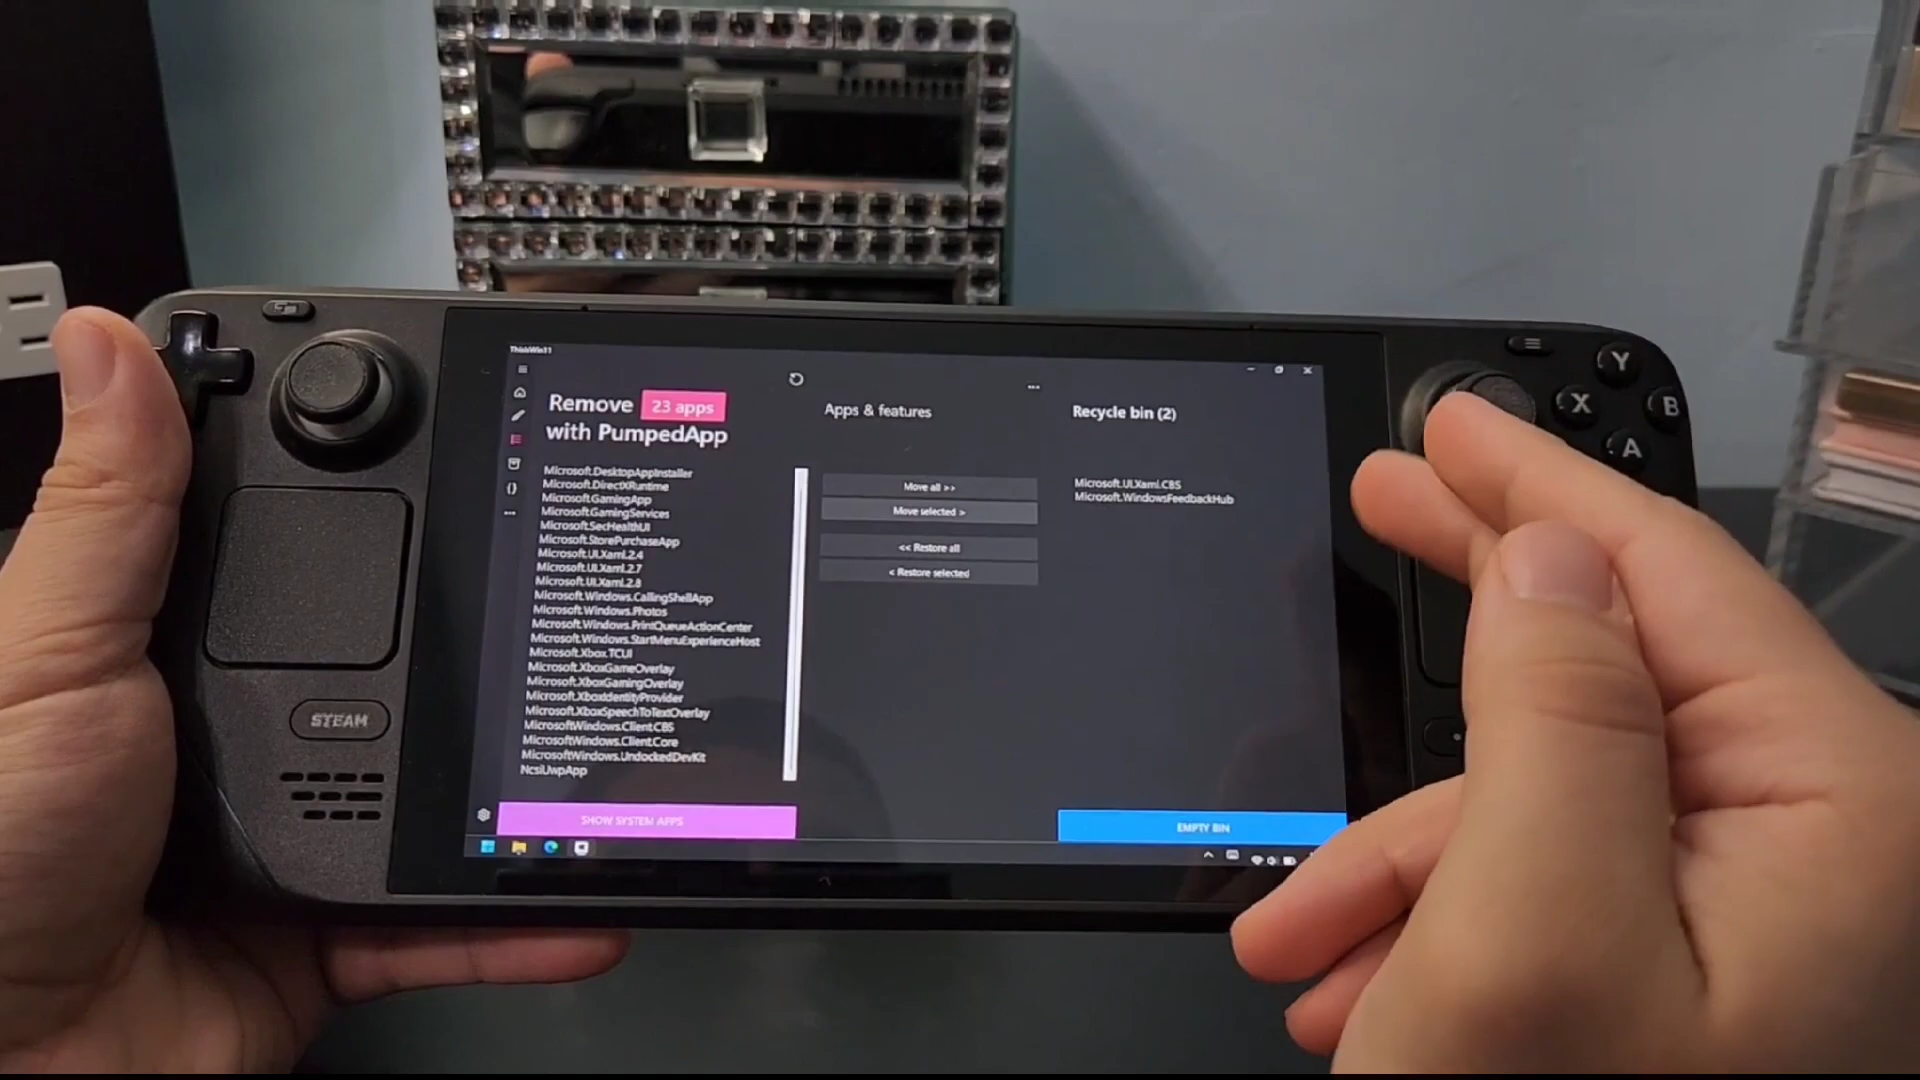 ThisIsWin11
Remove 23 apps
with PumpedApp
Apps & features
Recycle bin (2)
Microsoft.DesktopAppInstaller
Microsoft.DirectXRuntime
Microsoft.GamingApp
Microsoft.GamingServices
Microsoft.SecHealthUI
Microsoft.StorePurchaseApp
Microsoft.UI.Xaml.2.4
Microsoft.UI.Xaml.2.7
Microsoft.UI.Xaml.2.8
Microsoft.Windows.CallingShellApp
Microsoft.Windows.Photos
Microsoft.Windows.PrintQueueActionCenter
Microsoft.Windows.StartMenuExperienceHost
Microsoft.Xbox.TCUI
Microsoft.XboxGameOverlay
Microsoft.XboxGamingOverlay
Microsoft.XboxIdentityProvider
Microsoft.XboxSpeechToTextOverlay
MicrosoftWindows.Client.CBS
MicrosoftWindows.Client.Core
MicrosoftWindows.UndockedDevKit
NcsiUwpApp
Move all >>
Move selected >
<< Restore all
< Restore selected
Microsoft.UI.Xaml.CBS
Microsoft.WindowsFeedbackHub
SHOW SYSTEM APPS
EMPTY BIN
STEAM
Y
X
B
A